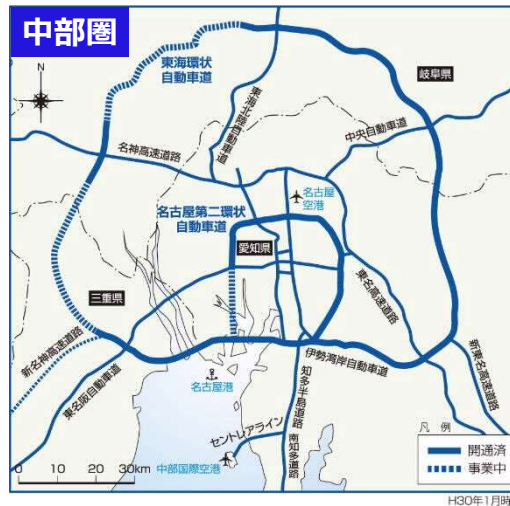 中部圏
N
東海環状
自動車道
岐阜県
東海北陸自動車道
中央自動車道
名神高速道路
名古屋
空港
名古屋第二環状
自動車道
愛知県
三重県
東名高速道路
新名神高速道路
伊勢湾岸自動車道
新東名高速道路
東名阪自動車道
名古屋港
知多半島道路
凡 例
セントレアライン
南知多道路
開通済
事業中
中部国際空港
0 10 20 30km
H30年1月時